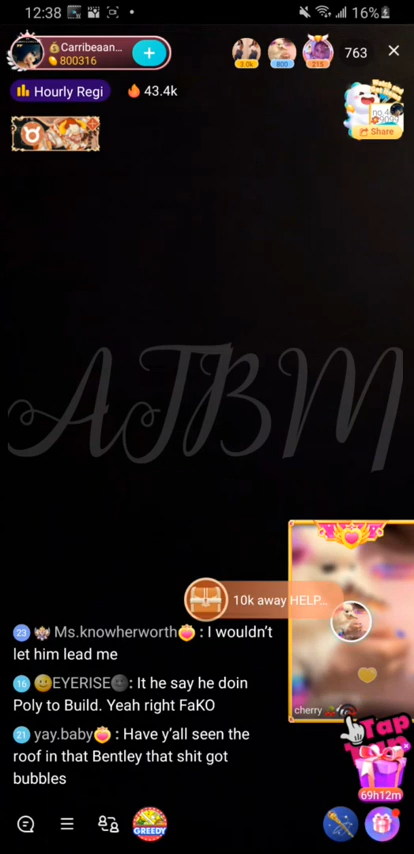 12:38
16%
Carribeaan...
800316
3.0k
800
215
763
Hourly Regi
43.4k
Share
AJBM
10k away HELP...
23 Ms.knowherworth : I wouldn't
let him lead me
16 EYERISE : It he say he doin
Poly to Build. Yeah right FaKO
21 yay.baby : Have y'all seen the
roof in that Bentley that shit got
bubbles
cherry
Tap
69h12m
GREEDY